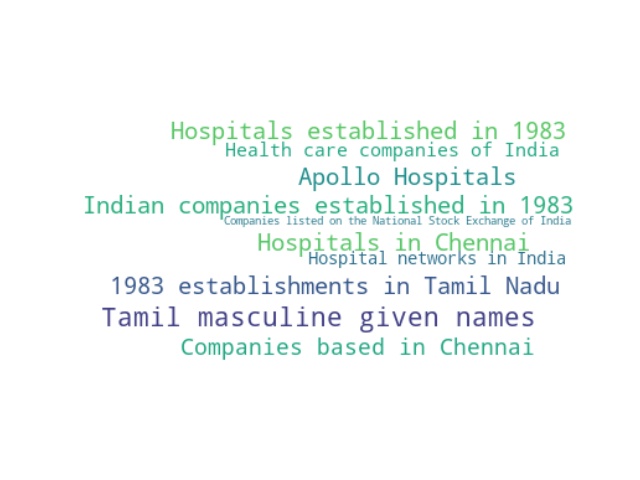 Hospitals established in 1983
Health care companies of India
Apollo Hospitals
Indian companies established in 1983
Companies listed on the National Stock Exchange of India
Hospitals in Chennai
Hospital networks in India
1983 establishments in Tamil Nadu
Tamil masculine given names
Companies based in Chennai